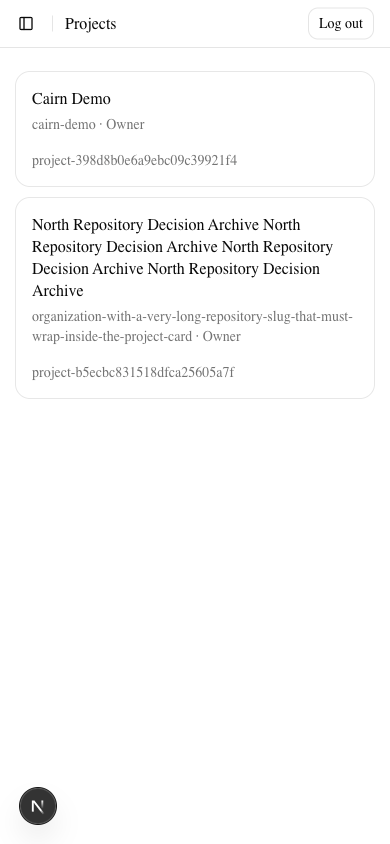 Projects
Log out
Cairn Demo
cairn-demo · Owner
project-398d8b0e6a9ebc09c39921f4
North Repository Decision Archive North
Repository Decision Archive North Repository
Decision Archive North Repository Decision
Archive
organization-with-a-very-long-repository-slug-that-must-
wrap-inside-the-project-card · Owner
project-b5ecbc831518dfca25605a7f
N